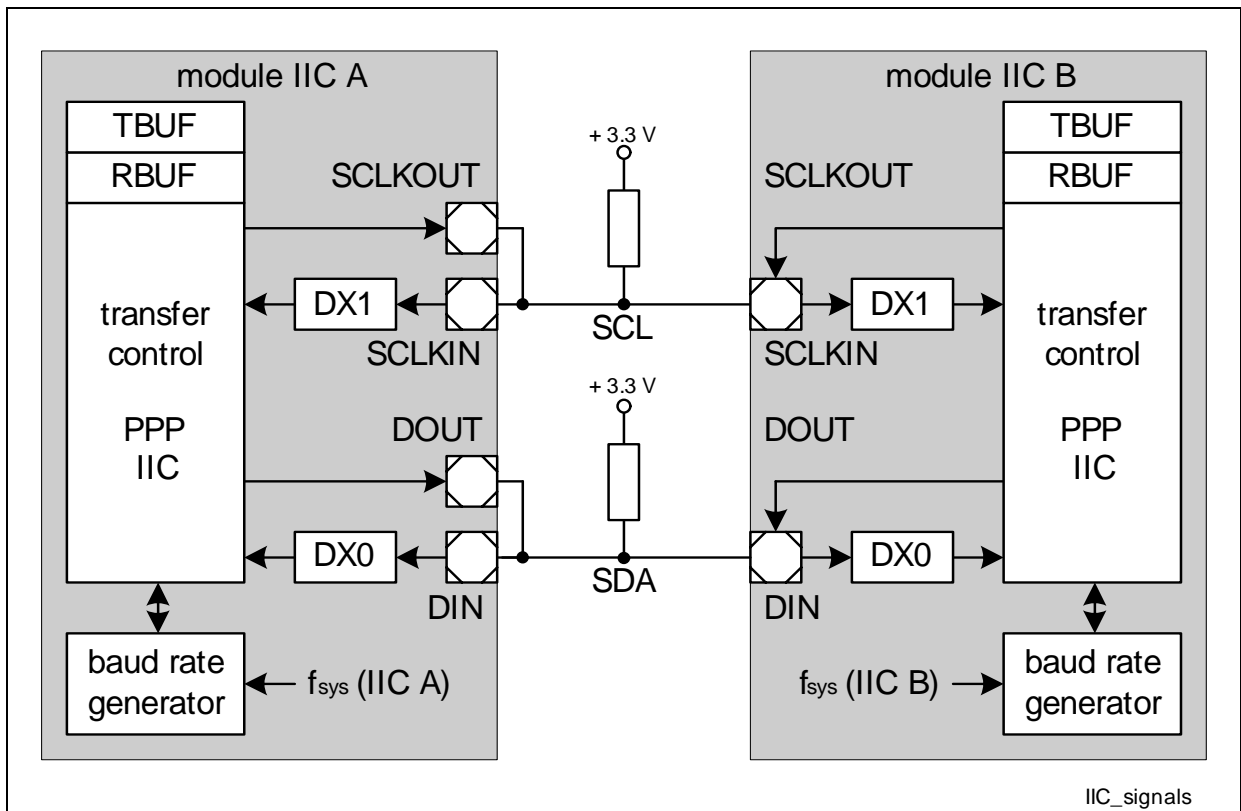 module IIC A
TBUF
RBUF
SCLKOUT
transfer
control
DX1
SCLKIN
PPP
IIC
DOUT
DX0
DIN
baud rate
generator
fsys (IIC A)
+ 3.3 V
SCL
+ 3.3 V
SDA
module IIC B
TBUF
RBUF
SCLKOUT
DX1
SCLKIN
transfer
control
DOUT
PPP
IIC
DX0
DIN
fsys (IIC B)
baud rate
generator
IIC_signals